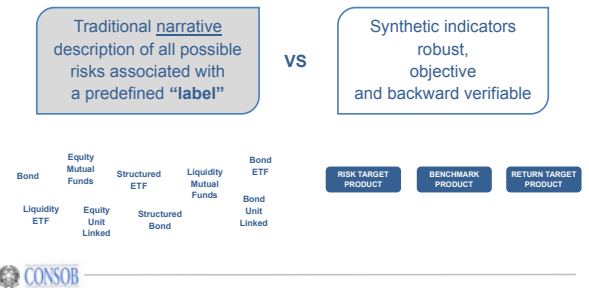 Traditional narrative
description of all possible
risks associated with
a predefined “label”
VS
Synthetic indicators
robust,
objective
and backward verifiable
Bond
Equity
Mutual
Funds
Structured
ETF
Liquidity
Mutual
Funds
Bond
ETF
Liquidity
ETF
Equity
Unit
Linked
Structured
Bond
Bond
Unit
Linked
RISK TARGET
PRODUCT
BENCHMARK
PRODUCT
RETURN TARGET
PRODUCT
CONSOB